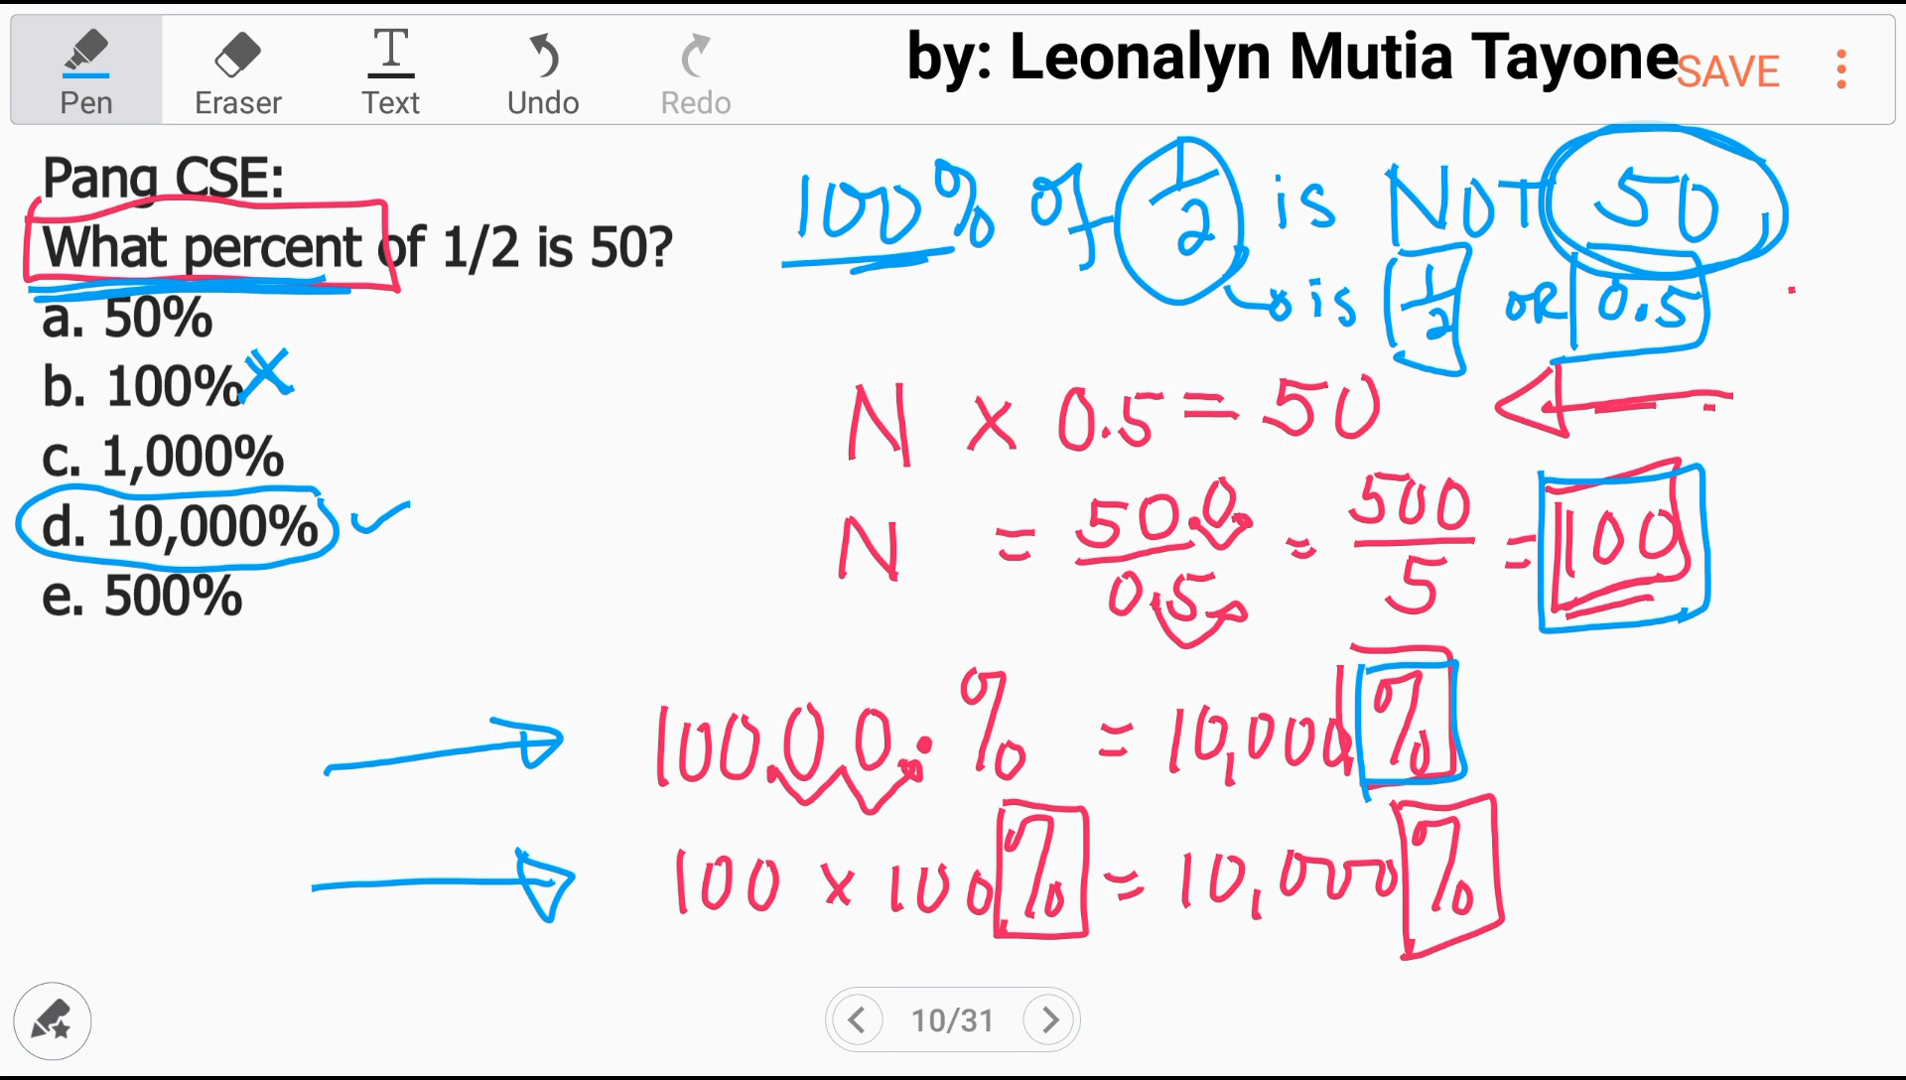 Pen Eraser Text Undo Redo by: Leonalyn Mutia Tayone SAVE
Pang CSE:
What percent of 1/2 is 50?
a. 50%
b. 100%
c. 1,000%
d. 10,000%
e. 500%
100% of 1/2 is NOT 50
is 1/2 OR 0.5
N x 0.5 = 50
N = 50.0/0.5 = 500/5 = 100
100.00.% = 10,000%
100 x 100% = 10,000%
10/31